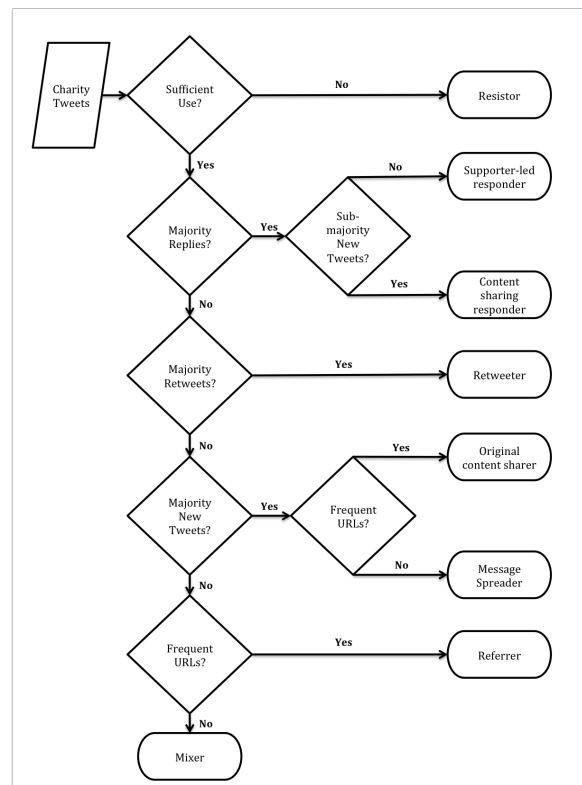 Charity
Tweets
Sufficient
Use?
No
Resistor
Yes
Majority
Replies?
Yes
Sub-
majority
New
Tweets?
No
Supporter-led
responder
Yes
Content
sharing
responder
No
Majority
Retweets?
Yes
Retweeter
No
Majority
New
Tweets?
Yes
Frequent
URLs?
Yes
Original
content sharer
No
Message
Spreader
No
Frequent
URLs?
Yes
Referrer
No
Mixer